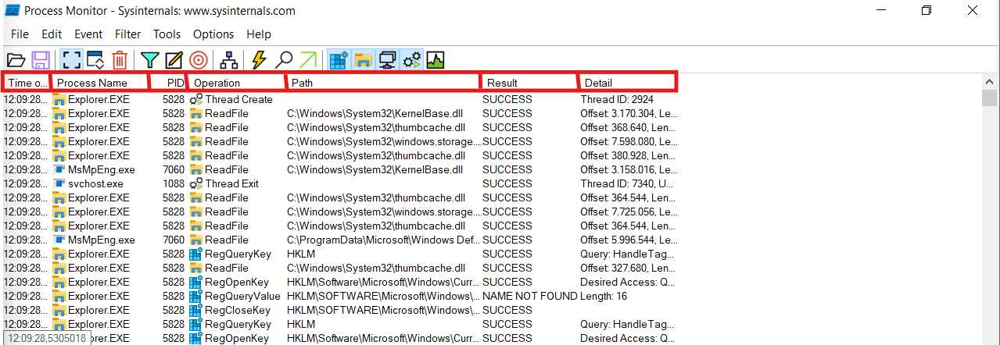 Process Monitor - Sysinternals: www.sysinternals.com
File Edit Event Filter Tools Options Help
Time o... Process Name PID Operation Path Result Detail
12:09:28... Explorer.EXE 5828 Thread Create SUCCESS Thread ID: 2924
12:09:28... Explorer.EXE 5828 ReadFile C:\Windows\System32\KernelBase.dll SUCCESS Offset: 3.170.304, Le...
12:09:28... Explorer.EXE 5828 ReadFile C:\Windows\System32\thumbcache.dll SUCCESS Offset: 368.640, Len...
12:09:28... Explorer.EXE 5828 ReadFile C:\Windows\System32\windows.storage.... SUCCESS Offset: 7.598.080, Le...
12:09:28... Explorer.EXE 5828 ReadFile C:\Windows\System32\thumbcache.dll SUCCESS Offset: 380.928, Len...
12:09:28... MsMpEng.exe 7060 ReadFile C:\Windows\System32\KernelBase.dll SUCCESS Offset: 3.158.016, Le...
12:09:28... svchost.exe 1088 Thread Exit SUCCESS Thread ID: 7340, U...
12:09:28... Explorer.EXE 5828 ReadFile C:\Windows\System32\thumbcache.dll SUCCESS Offset: 364.544, Len...
12:09:28... Explorer.EXE 5828 ReadFile C:\Windows\System32\windows.storage.... SUCCESS Offset: 7.725.056, Le...
12:09:28... Explorer.EXE 5828 ReadFile C:\Windows\System32\thumbcache.dll SUCCESS Offset: 364.544, Len...
12:09:28... MsMpEng.exe 7060 ReadFile C:\ProgramData\Microsoft\Windows Def... SUCCESS Offset: 5.996.544, Le...
12:09:28... Explorer.EXE 5828 RegQueryKey HKLM SUCCESS Query: HandleTag...
12:09:28... Explorer.EXE 5828 ReadFile C:\Windows\System32\thumbcache.dll SUCCESS Offset: 327.680, Len...
12:09:28... Explorer.EXE 5828 RegOpenKey HKLM\Software\Microsoft\Windows\Curr... SUCCESS Desired Access: Q...
12:09:28... Explorer.EXE 5828 RegQueryValue HKLM\SOFTWARE\Microsoft\Windows\... NAME NOT FOUND Length: 16
12:09:28... Explorer.EXE 5828 RegCloseKey HKLM\SOFTWARE\Microsoft\Windows\... SUCCESS
12:09:28... Explorer.EXE 5828 RegQueryKey HKLM SUCCESS Query: HandleTag...
12:09:28,5305018 orer.EXE 5828 RegOpenKey HKLM\Software\Microsoft\Windows\Curr... SUCCESS Desired Access: Q...